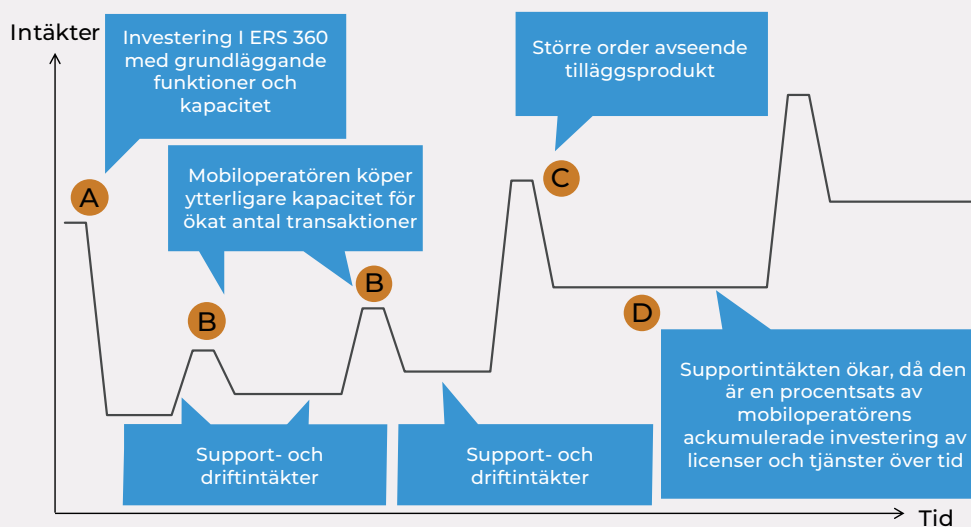 Intäkter
Investering I ERS 360
med grundläggande
funktioner och
kapacitet
Större order avseende
tilläggsprodukt
A
Mobiloperatören köper
ytterligare kapacitet för
ökat antal transaktioner
C
B
B
D
Support- och
driftintäkter
Support- och
driftintäkter
Supportintäkten ökar, då den
är en procentsats av
mobiloperatörens
ackumulerade investering av
licenser och tjänster över tid
Tid